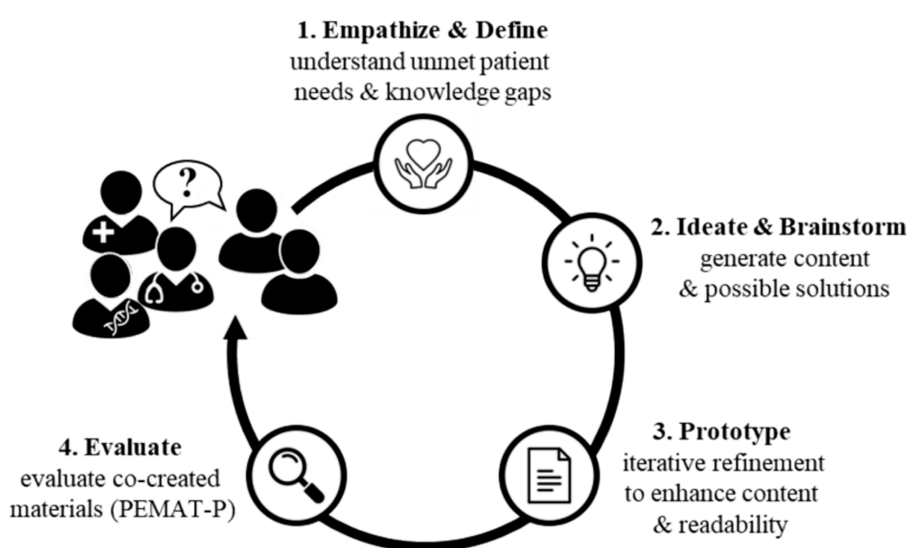 1. Empathize & Define
understand unmet patient
needs & knowledge gaps
?
2. Ideate & Brainstorm
generate content
& possible solutions
3. Prototype
iterative refinement
to enhance content
& readability
4. Evaluate
evaluate co-created
materials (PEMAT-P)